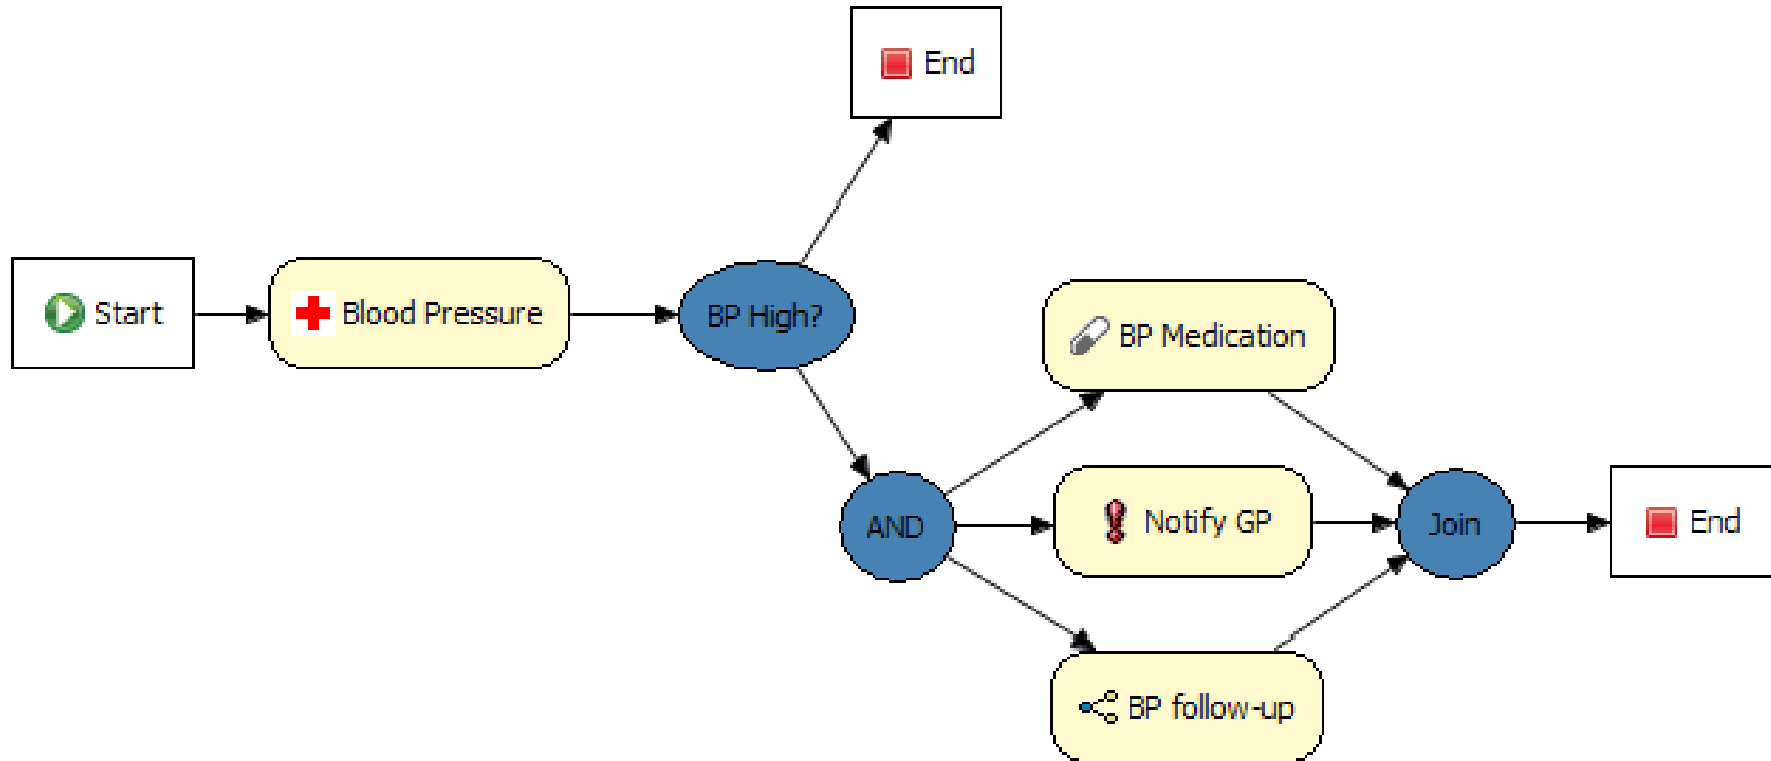 End
Start
Blood Pressure
BP High?
BP Medication
AND
Notify GP
Join
End
BP follow-up